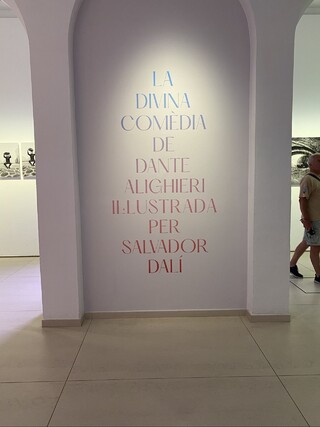 LA
DIVINA
COMÈDIA
DE
DANTE
ALIGHIERI
IL·LUSTRADA
PER
SALVADOR
DALÍ